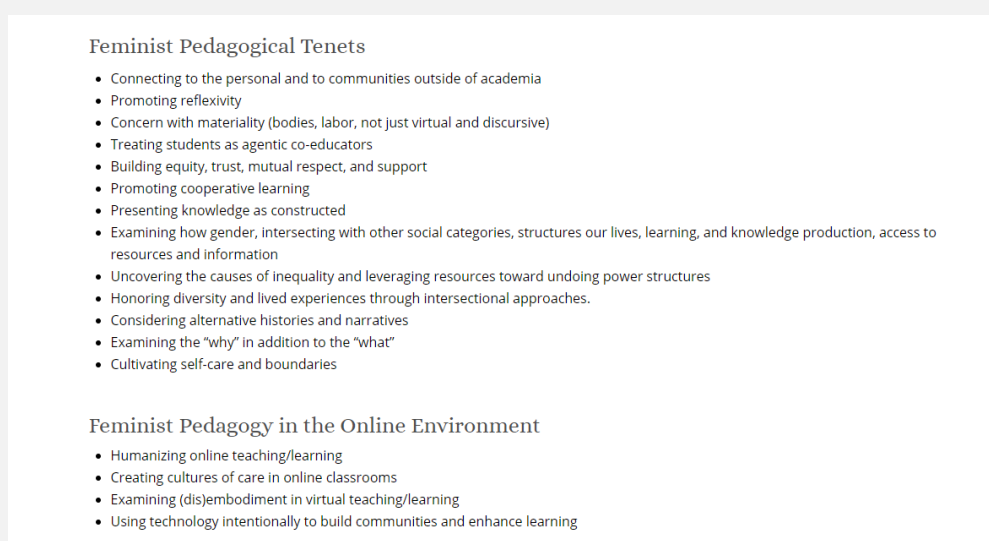 Feminist Pedagogical Tenets
Connecting to the personal and to communities outside of academia
Promoting reflexivity
Concern with materiality (bodies, labor, not just virtual and discursive)
Treating students as agentic co-educators
Building equity, trust, mutual respect, and support
Promoting cooperative learning
Presenting knowledge as constructed
Examining how gender, intersecting with other social categories, structures our lives, learning, and knowledge production, access to
resources and information
Uncovering the causes of inequality and leveraging resources toward undoing power structures
Honoring diversity and lived experiences through intersectional approaches.
Considering alternative histories and narratives
Examining the “why” in addition to the “what”
Cultivating self-care and boundaries
Feminist Pedagogy in the Online Environment
Humanizing online teaching/learning
Creating cultures of care in online classrooms
Examining (dis)embodiment in virtual teaching/learning
Using technology intentionally to build communities and enhance learning